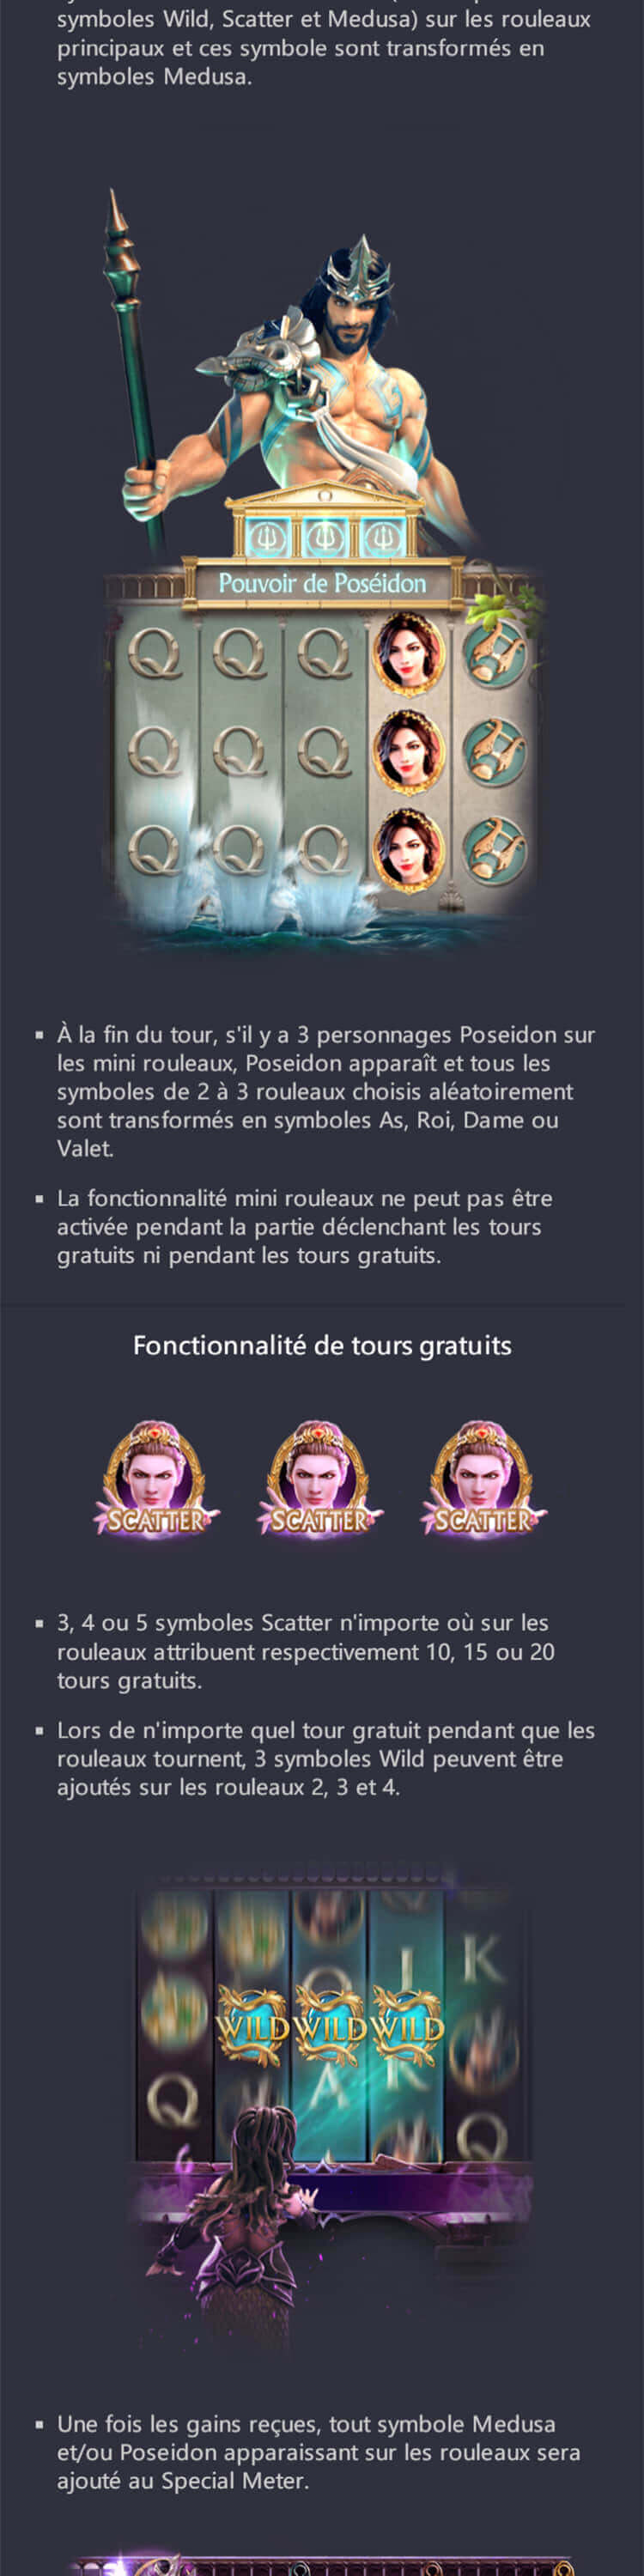 symboles Wild, Scatter et Medusa) sur les rouleaux
principaux et ces symbole sont transformés en
symboles Medusa.
Pouvoir de Poséidon
Q Q Q
Q Q Q
Q Q Q
▪ À la fin du tour, s'il y a 3 personnages Poseidon sur
les mini rouleaux, Poseidon apparaît et tous les
symboles de 2 à 3 rouleaux choisis aléatoirement
sont transformés en symboles As, Roi, Dame ou
Valet.
▪ La fonctionnalité mini rouleaux ne peut pas être
activée pendant la partie déclenchant les tours
gratuits ni pendant les tours gratuits.
Fonctionnalité de tours gratuits
SCATTER SCATTER SCATTER
▪ 3, 4 ou 5 symboles Scatter n'importe où sur les
rouleaux attribuent respectivement 10, 15 ou 20
tours gratuits.
▪ Lors de n'importe quel tour gratuit pendant que les
rouleaux tournent, 3 symboles Wild peuvent être
ajoutés sur les rouleaux 2, 3 et 4.
J K
WILD WILD WILD
Q A K Q
▪ Une fois les gains reçues, tout symbole Medusa
et/ou Poseidon apparaissant sur les rouleaux sera
ajouté au Special Meter.